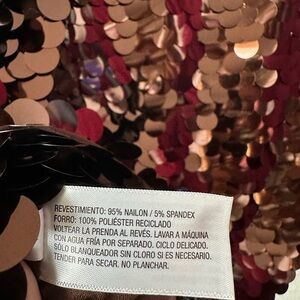 REVESTIMIENTO: 95% NAILON / 5% SPANDEX
FORRO: 100% POLIÉSTER RECICLADO
VOLTEAR LA PRENDA AL REVÉS. LAVAR A MÁQUINA
CON AGUA FRÍA POR SEPARADO. CICLO DELICADO.
SÓLO BLANQUEADOR SIN CLORO SI ES NECESARIO.
TENDER PARA SECAR. NO PLANCHAR.